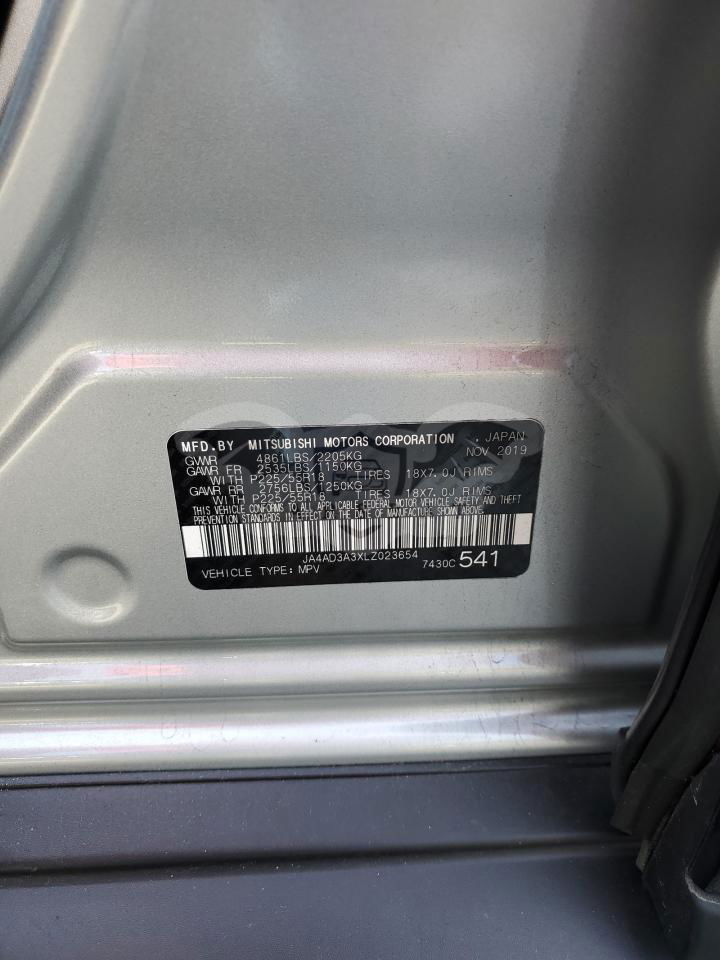 MFD.BY MITSUBISHI MOTORS CORPORATION , JAPAN
GVWR 4861LBS/2205KG NOV 2019
GAWR FR 2535LBS/1150KG
WITH P225/55R18 TIRES 18X7.0J RIMS
GAWR RR 2756LBS/1250KG
WITH P225/55R18 TIRES 18X7.0J RIMS
THIS VEHICLE CONFORMS TO ALL APPLICABLE FEDERAL MOTOR VEHICLE SAFETY AND THEFT
PREVENTION STANDARDS IN EFFECT ON THE DATE OF MANUFACTURE SHOWN ABOVE.
JA4AD3A3XLZ023654
VEHICLE TYPE:MPV 7430C 541